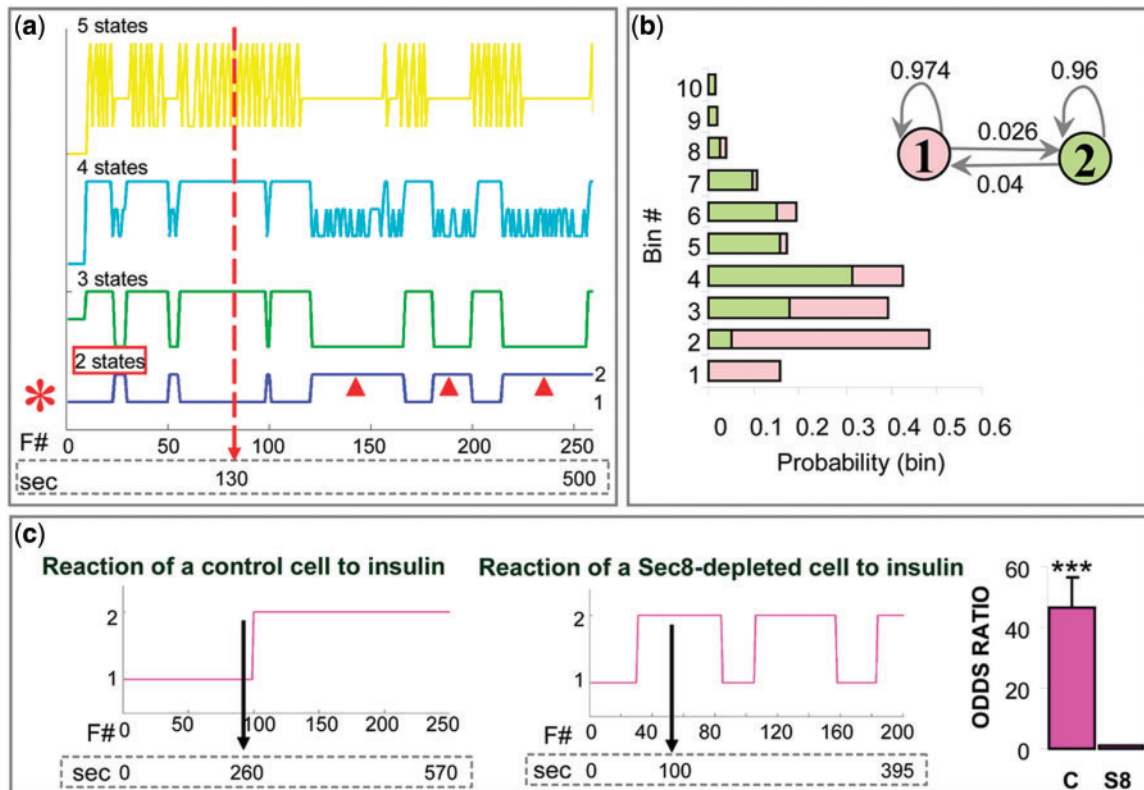 (a)
5 states
4 states
3 states
2 states
*
2
1
F#
0 50 100 150 200 250
sec 130 500
(b)
Bin #
10
9
8
7
6
5
4
3
2
1
0 0.1 0.2 0.3 0.4 0.5 0.6
Probability (bin)
0.974 0.96
1 0.026 2
0.04
(c)
Reaction of a control cell to insulin
2
1
F#
0 50 100 150 200 250
sec 0 260 570
Reaction of a Sec8-depleted cell to insulin
2
1
F#
0 40 80 120 160 200
sec 0 100 395
ODDS RATIO
60
40
20
0
***
C S8